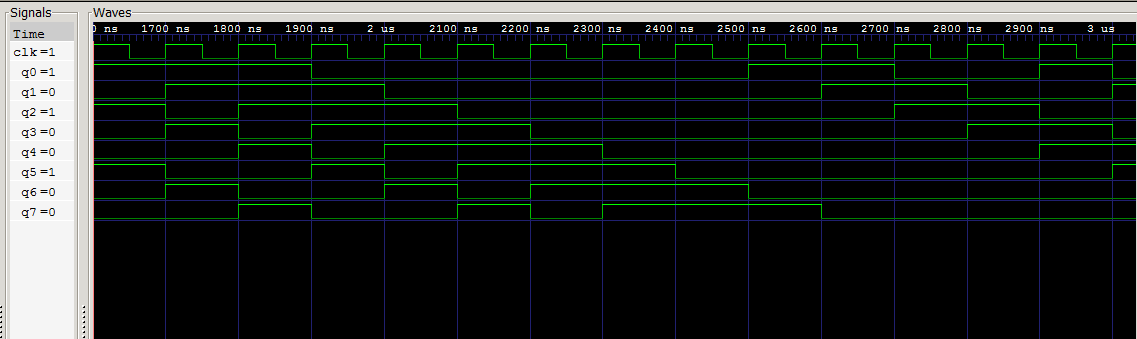 Signals
Waves
Time
0 ns 1700 ns 1800 ns 1900 ns 2 us 2100 ns 2200 ns 2300 ns 2400 ns 2500 ns 2600 ns 2700 ns 2800 ns 2900 ns 3 us
clk=1
q0=1
q1=0
q2=1
q3=0
q4=0
q5=1
q6=0
q7=0